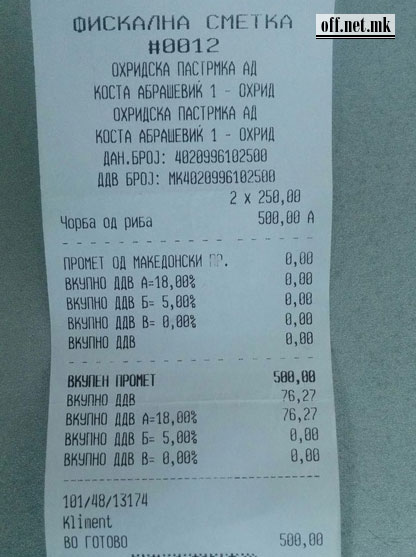 off.net.mk
ФИСКАЛНА СМЕТКА
#0012
ОХРИДСКА ПАСТРМКА АД
КОСТА АБРАШЕВИЌ 1 - ОХРИД
ОХРИДСКА ПАСТРМКА АД
КОСТА АБРАШЕВИЌ 1 - ОХРИД
ДАН.БРОЈ: 4020996102500
ДДВ БРОЈ: МК4020996102500
2 x 250,00
Чорба од риба 500,00 А
ПРОМЕТ ОД МАКЕДОНСКИ ПР. 0,00
ВКУПНО ДДВ А=18,00% 0,00
ВКУПНО ДДВ Б= 5,00% 0,00
ВКУПНО ДДВ В= 0,00% 0,00
ВКУПНО ДДВ 0,00
ВКУПЕН ПРОМЕТ 500,00
ВКУПНО ДДВ 76,27
ВКУПНО ДДВ А=18,00% 76,27
ВКУПНО ДДВ Б= 5,00% 0,00
ВКУПНО ДДВ В= 0,00% 0,00
101/48/13174
Kliment
ВО ГОТОВО 500,00